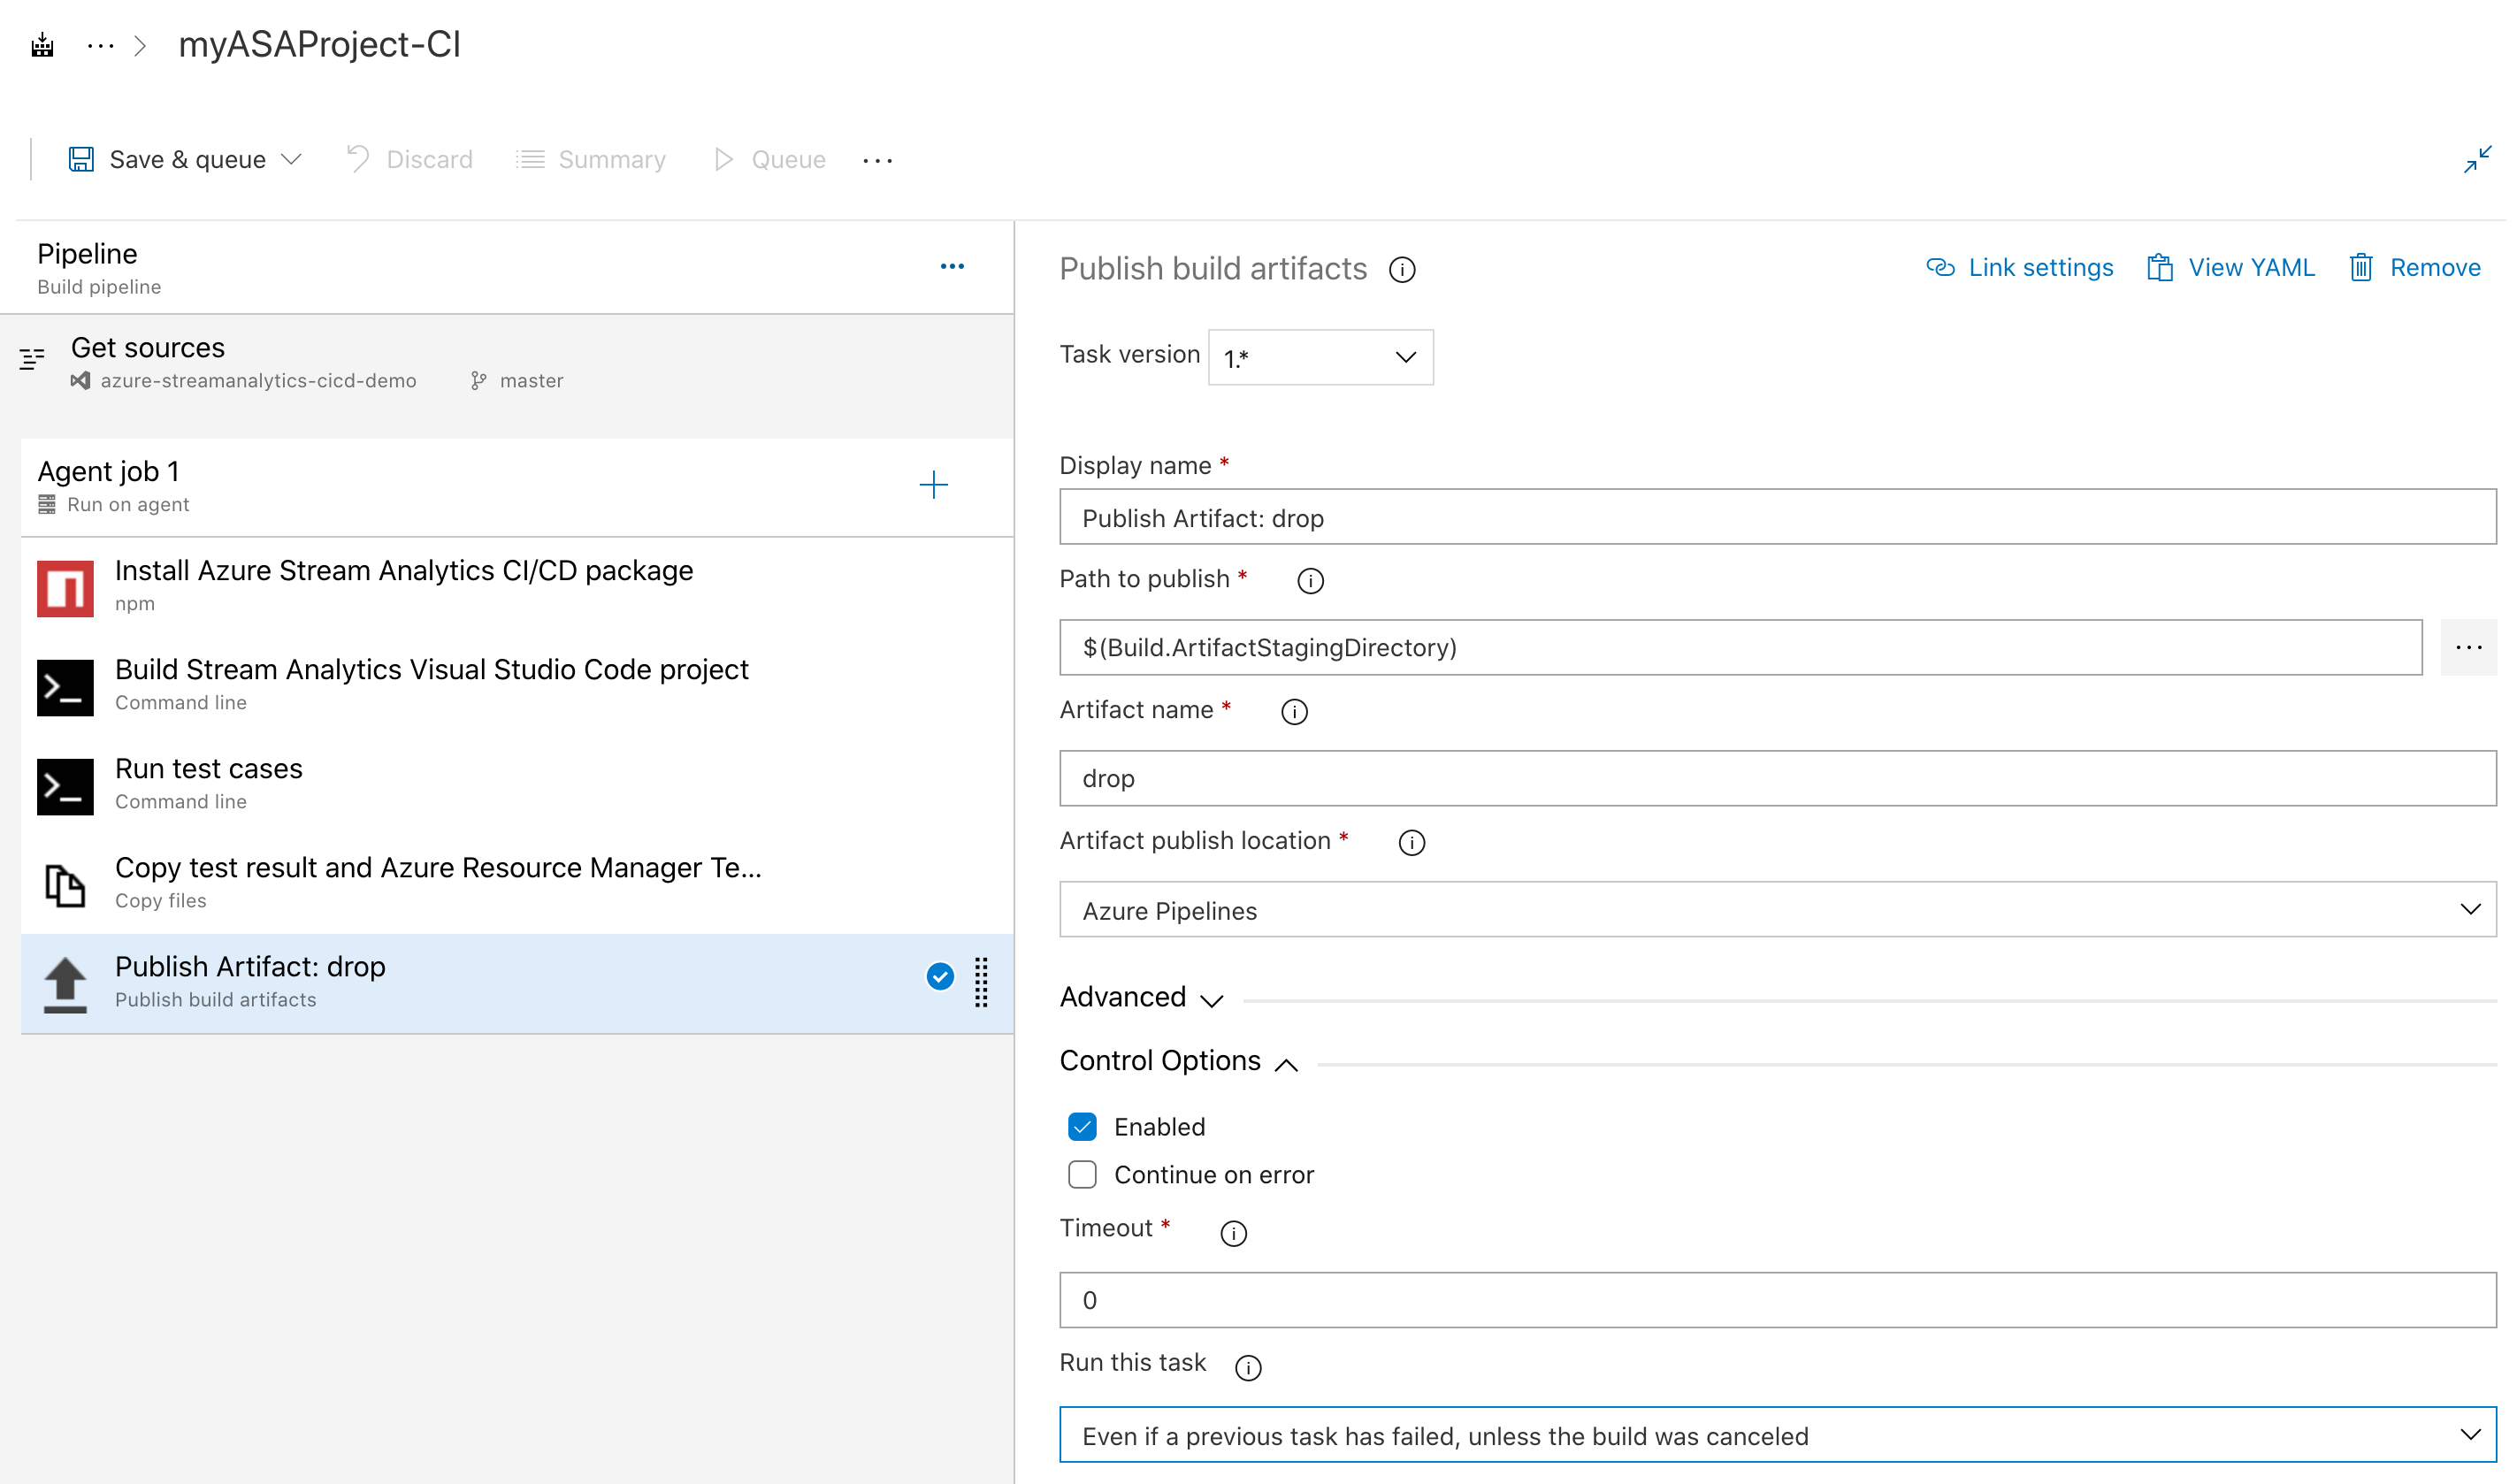 myASAProject-CI
Save & queue
Discard
Summary
Queue
Pipeline
Build pipeline
Get sources
azure-streamanalytics-cicd-demo master
Agent job 1
Run on agent
Install Azure Stream Analytics CI/CD package
npm
Build Stream Analytics Visual Studio Code project
Command line
Run test cases
Command line
Copy test result and Azure Resource Manager Te...
Copy files
Publish Artifact: drop
Publish build artifacts
Publish build artifacts
Link settings
View YAML
Remove
Task version 1.*
Display name *
Publish Artifact: drop
Path to publish *
$(Build.ArtifactStagingDirectory)
Artifact name *
drop
Artifact publish location *
Azure Pipelines
Advanced
Control Options
Enabled
Continue on error
Timeout *
0
Run this task
Even if a previous task has failed, unless the build was canceled